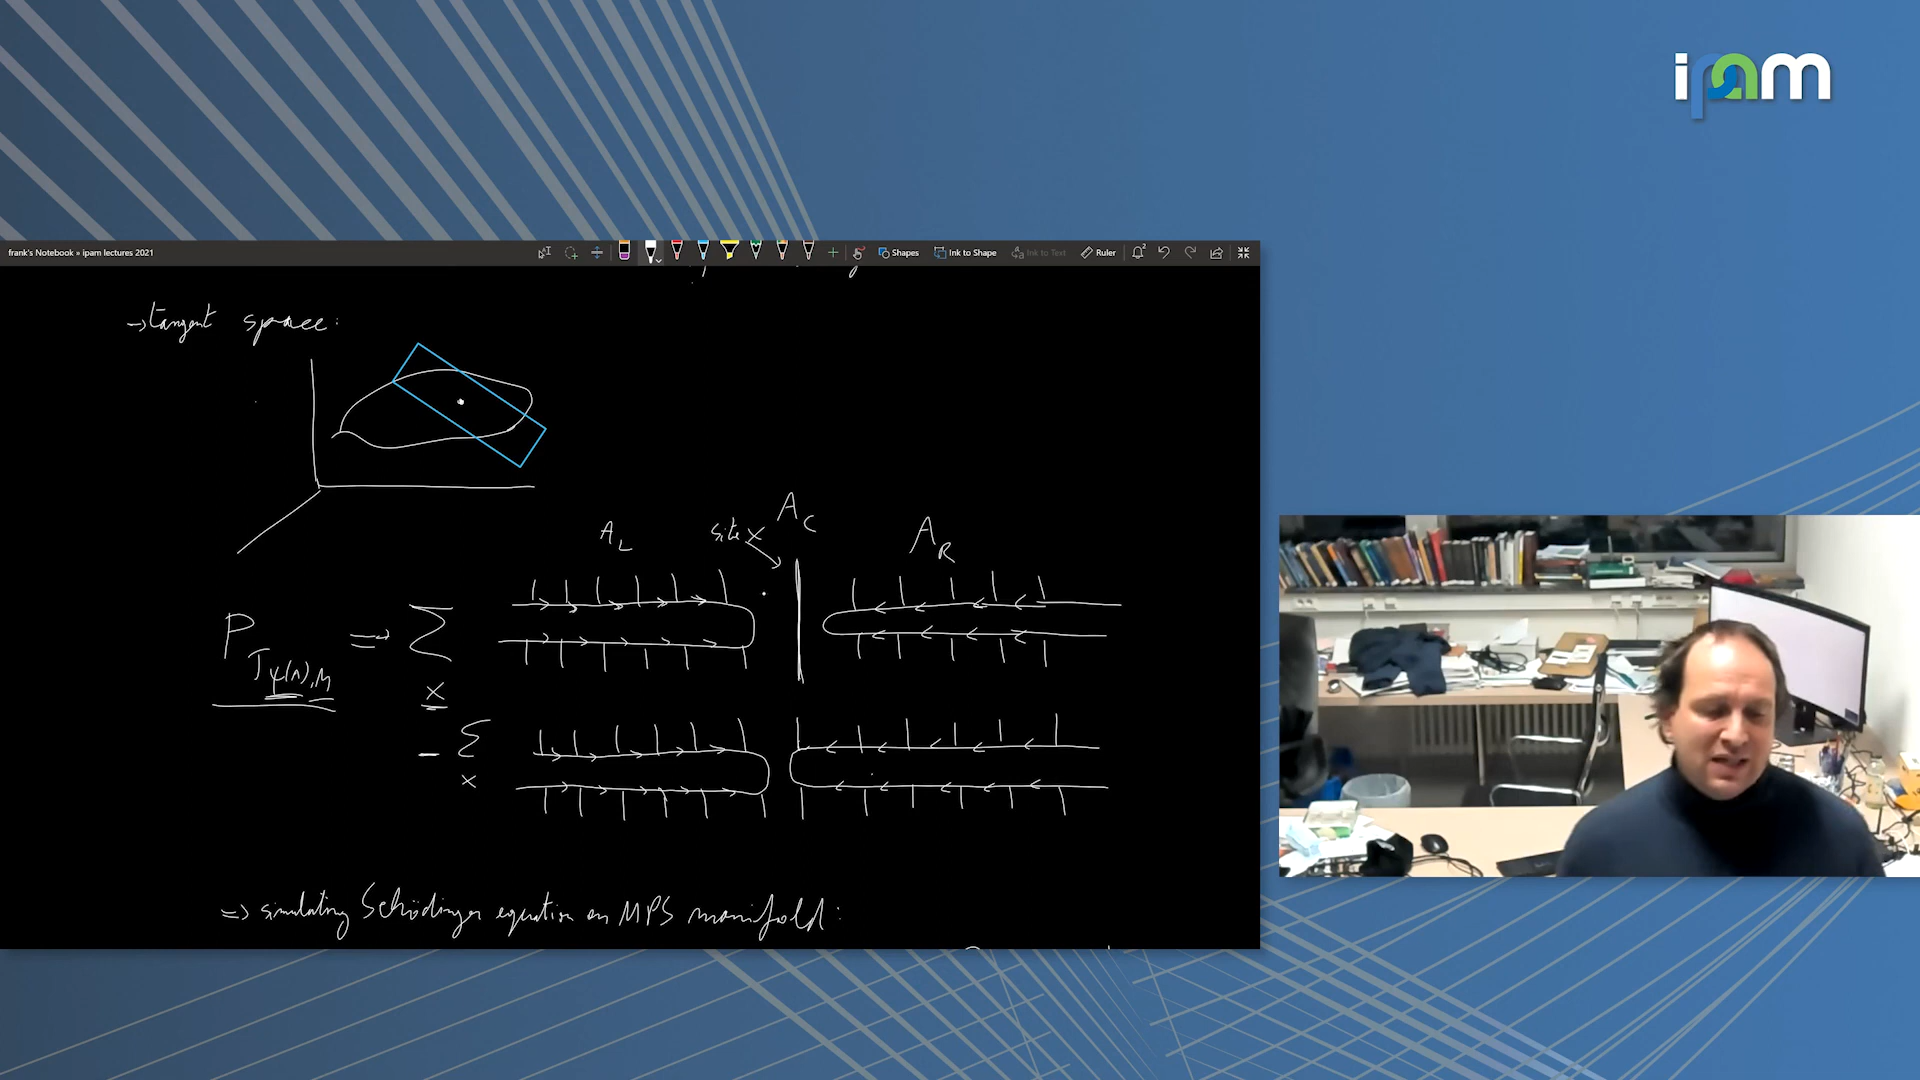 ipam
frank's Notebook » ipam lectures 2021
Shapes
Ink to Shape
Ink to Text
Ruler
→ tangent space:
A_L
site x
A_C
A_R
P_{T_{ψ(A)},M} => Σ_x
- Σ_x
=> simulating Schrödinger equation on MPS manifold: